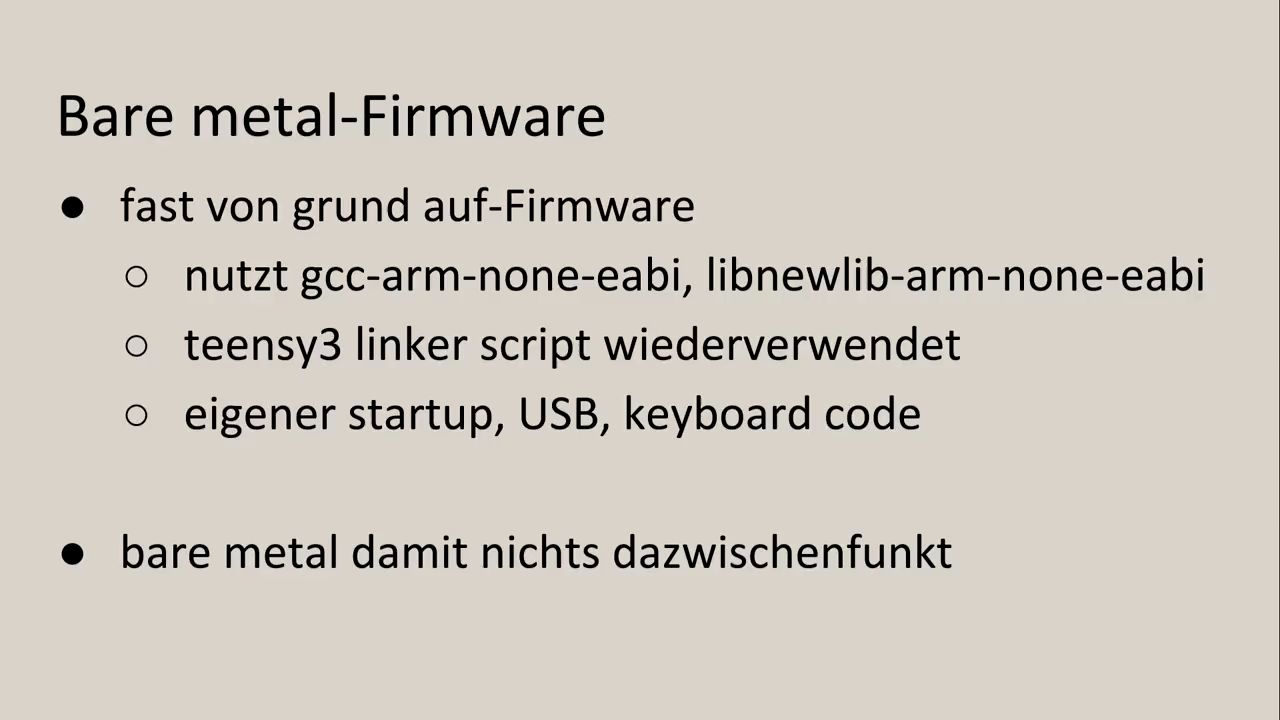 Bare metal-Firmware
● fast von grund auf-Firmware
○ nutzt gcc-arm-none-eabi, libnewlib-arm-none-eabi
○ teensy3 linker script wiederverwendet
○ eigener startup, USB, keyboard code
● bare metal damit nichts dazwischenfunkt